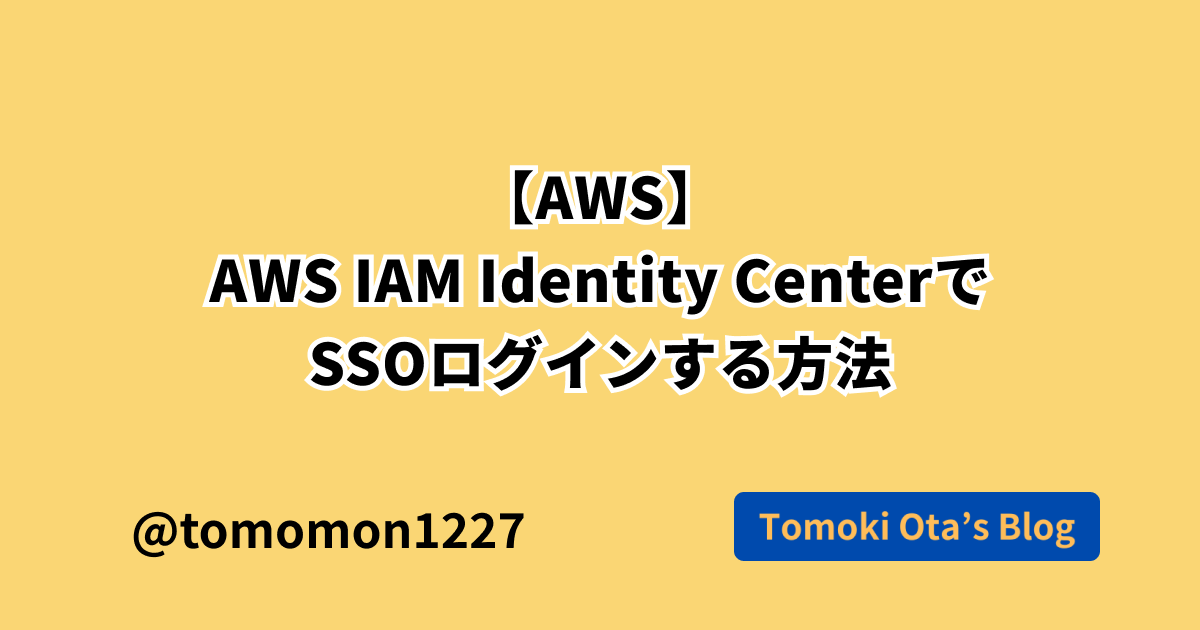 【AWS】
AWS IAM Identity Centerで
SSOログインする方法
@tomomon1227
Tomoki Ota’s Blog